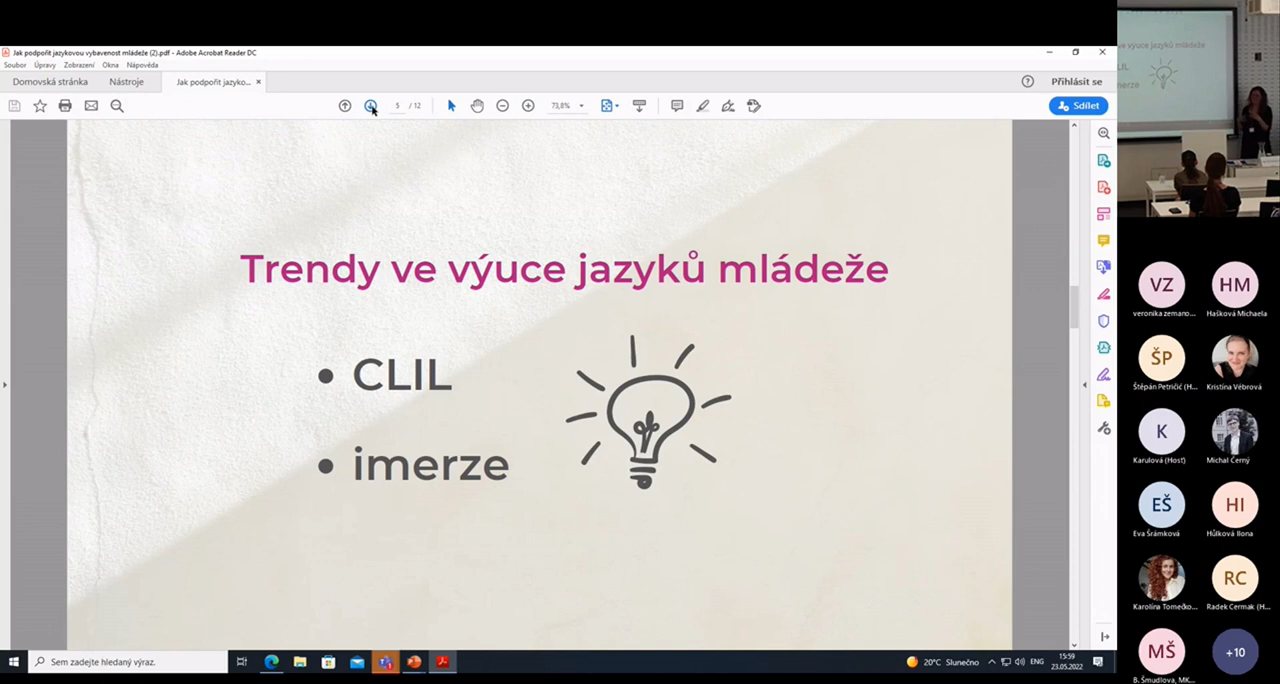 Jak podpořit jazykovou vybavenost mládeže (2).pdf - Adobe Acrobat Reader DC
Soubor Úpravy Zobrazení Okna Nápověda
Domovská stránka Nástroje Jak podpořit jazyko... ×
Přihlásit se
5 / 12
73,8%
Sdílet
Trendy ve výuce jazyků mládeže
• CLIL
• imerze
VZ
veronika zemano...
HM
Hašková Michaela
ŠP
Štěpán Petričić (H...
Kristína Vébrová
K
Karulová (Host)
Michal Černý
EŠ
Eva Šrámková
HI
Hůlková Ilona
Karolína Tomečko...
RC
Radek Cermak (H...
MŠ
B. Šmudlova, MK...
+10
Sem zadejte hledaný výraz.
20°C Slunečno
ENG
15:59
23.05.2022